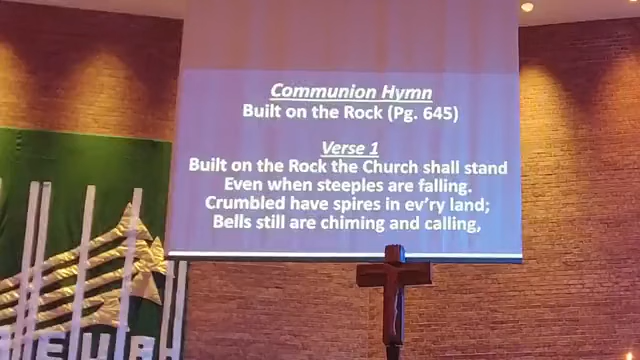 Communion Hymn
Built on the Rock (Pg. 645)
Verse 1
Built on the Rock the Church shall stand
Even when steeples are falling.
Crumbled have spires in ev'ry land;
Bells still are chiming and calling,